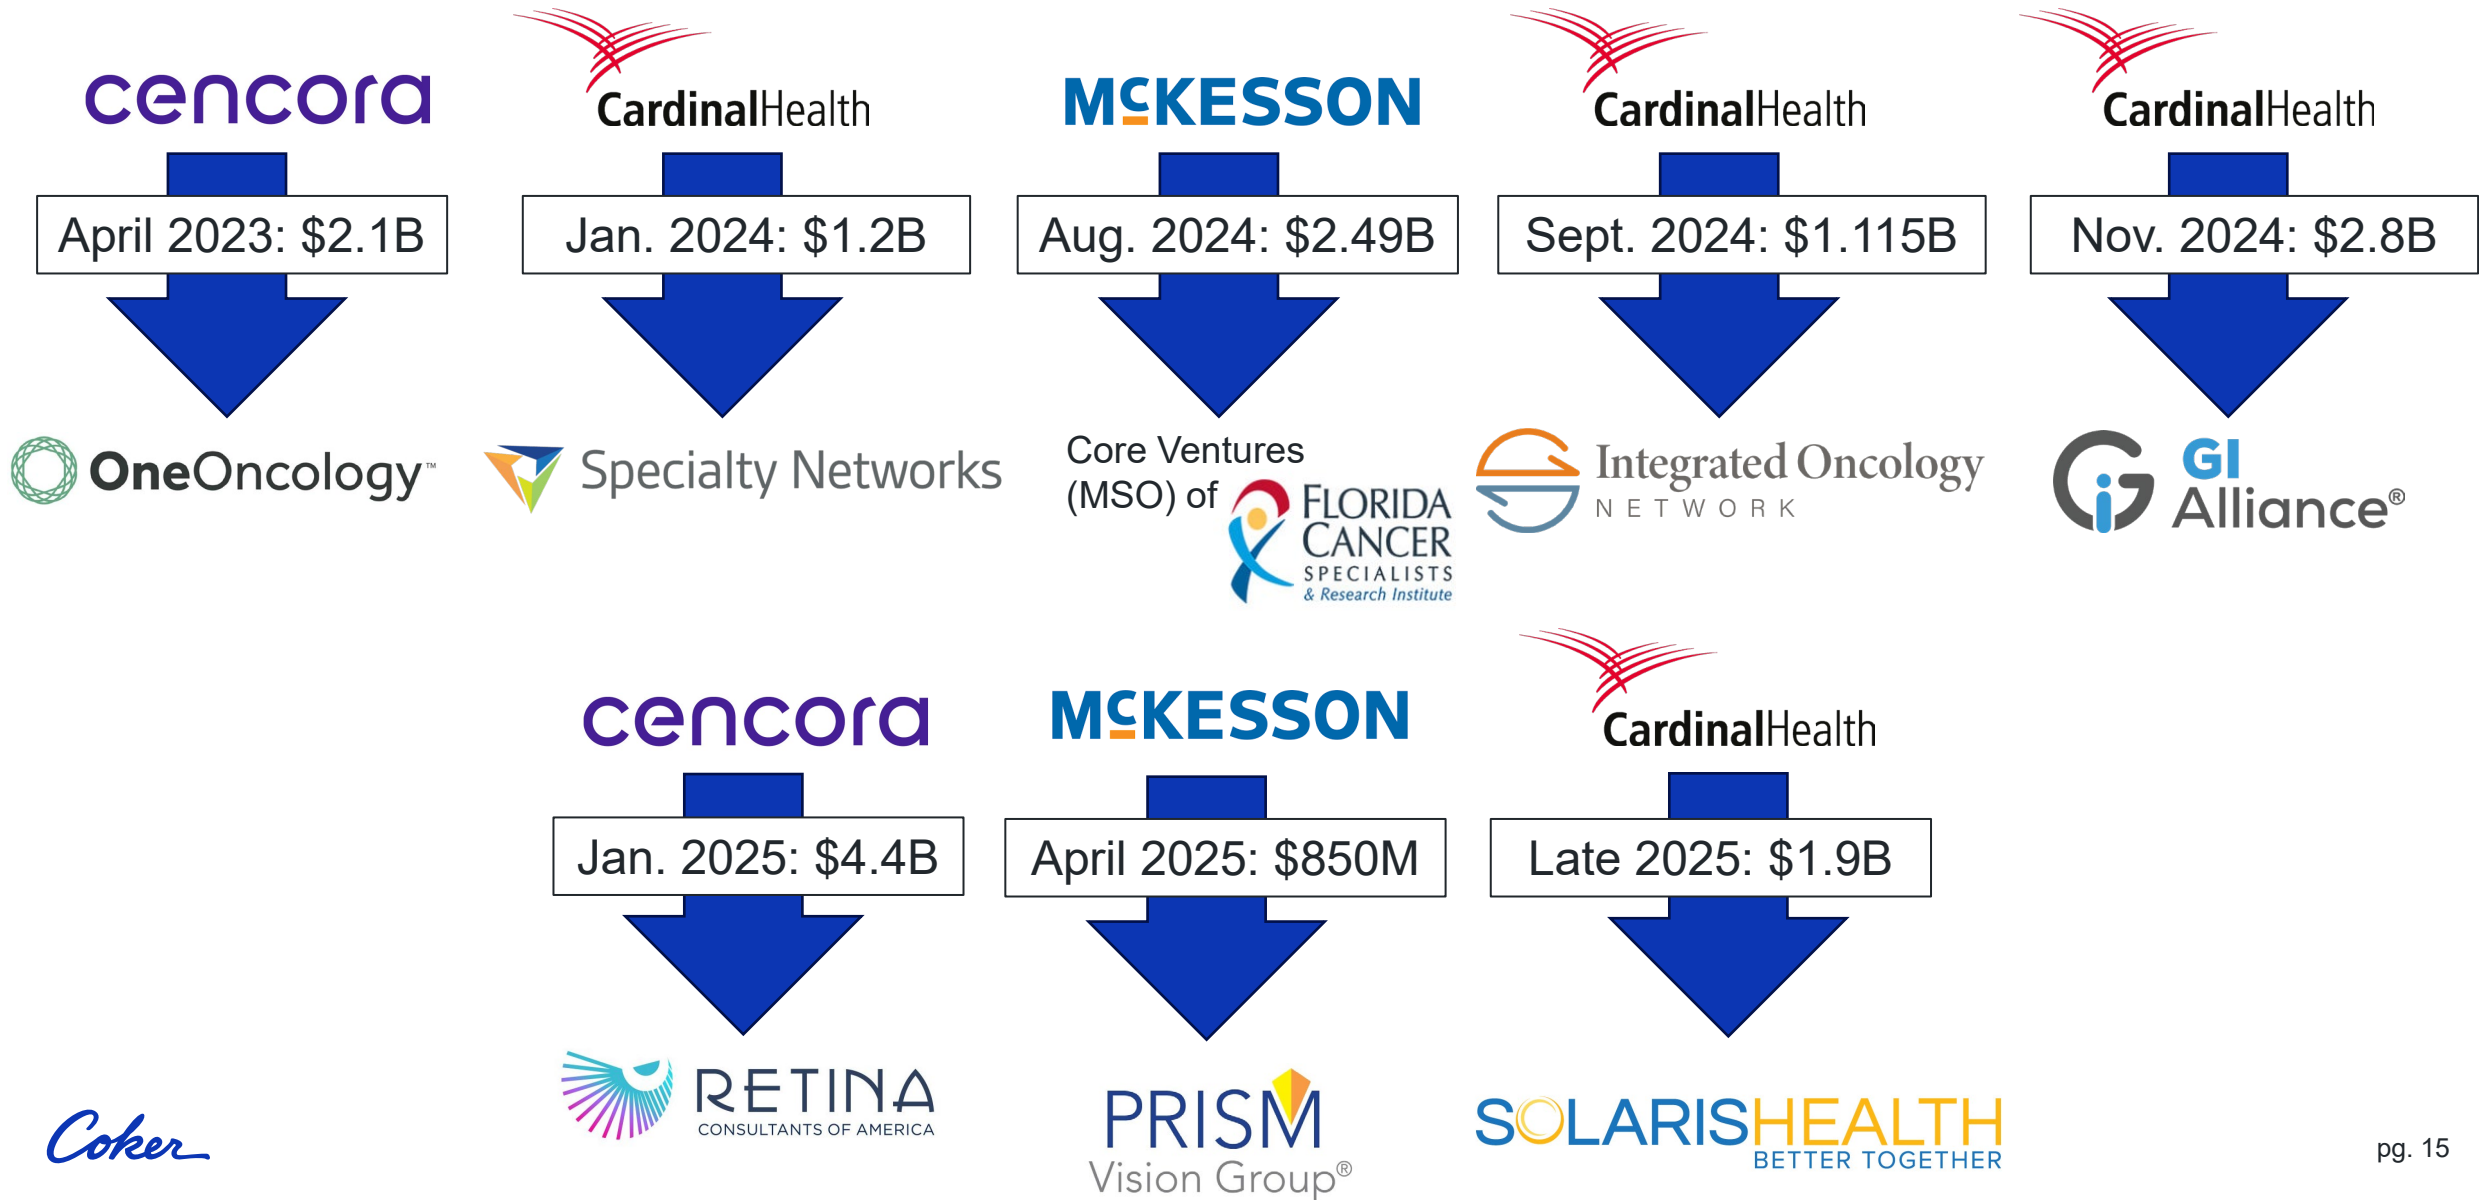 cencora
CardinalHealth
McKESSON
CardinalHealth
CardinalHealth
April 2023: $2.1B
Jan. 2024: $1.2B
Aug. 2024: $2.49B
Sept. 2024: $1.115B
Nov. 2024: $2.8B
OneOncology™
Specialty Networks
Core Ventures
(MSO) of
FLORIDA
CANCER
SPECIALISTS
& Research Institute
Integrated Oncology
NETWORK
GI
Alliance®
cencora
McKESSON
CardinalHealth
Jan. 2025: $4.4B
April 2025: $850M
Late 2025: $1.9B
RETINA
CONSULTANTS OF AMERICA
PRISM
Vision Group®
SOLARISHEALTH
BETTER TOGETHER
Coker
pg. 15